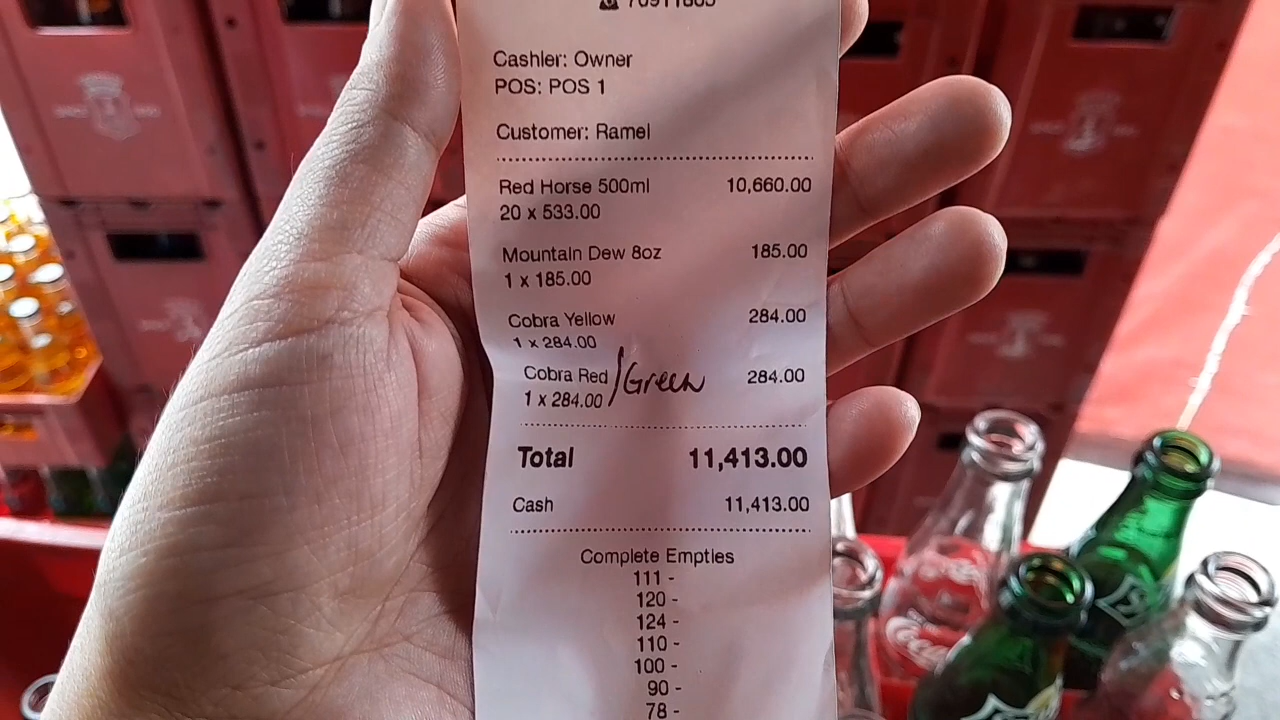 Cashier: Owner
POS: POS 1
Customer: Ramel
Red Horse 500ml 10,660.00
20 x 533.00
Mountain Dew 8oz 185.00
1 x 185.00
Cobra Yellow 284.00
1 x 284.00
Cobra Red /Green 284.00
1 x 284.00
Total 11,413.00
Cash 11,413.00
Complete Empties
111 -
120 -
124 -
110 -
100 -
90 -
78 -